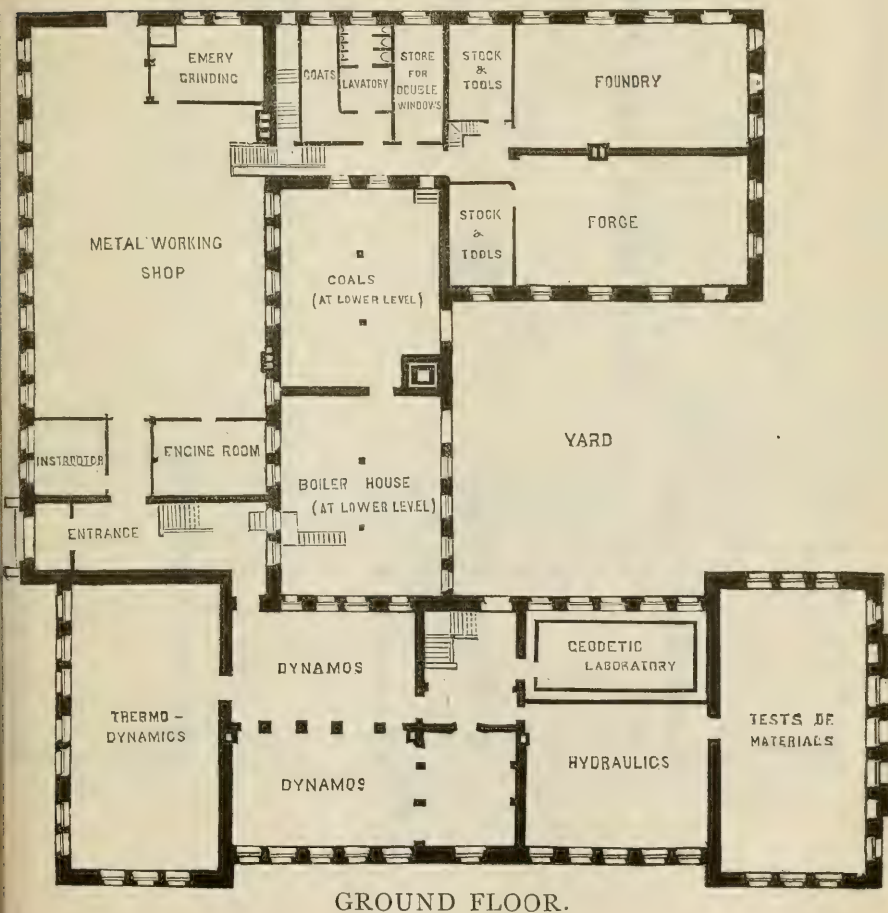 EMERY
GRINDING
COATS
LAVATORY
STORE
FOR
DOUBLE
WINDOWS
STOCK
&
TOOLS
FOUNDRY
METAL WORKING
SHOP
COALS
(AT LOWER LEVEL)
STOCK
&
TOOLS
FORGE
INSTRUCTOR
ENGINE ROOM
BOILER HOUSE
(AT LOWER LEVEL)
YARD
ENTRANCE
THERMO-
DYNAMICS
DYNAMOS
DYNAMOS
GEODETIC
LABORATORY
HYDRAULICS
TESTS OF
MATERIALS
GROUND FLOOR.